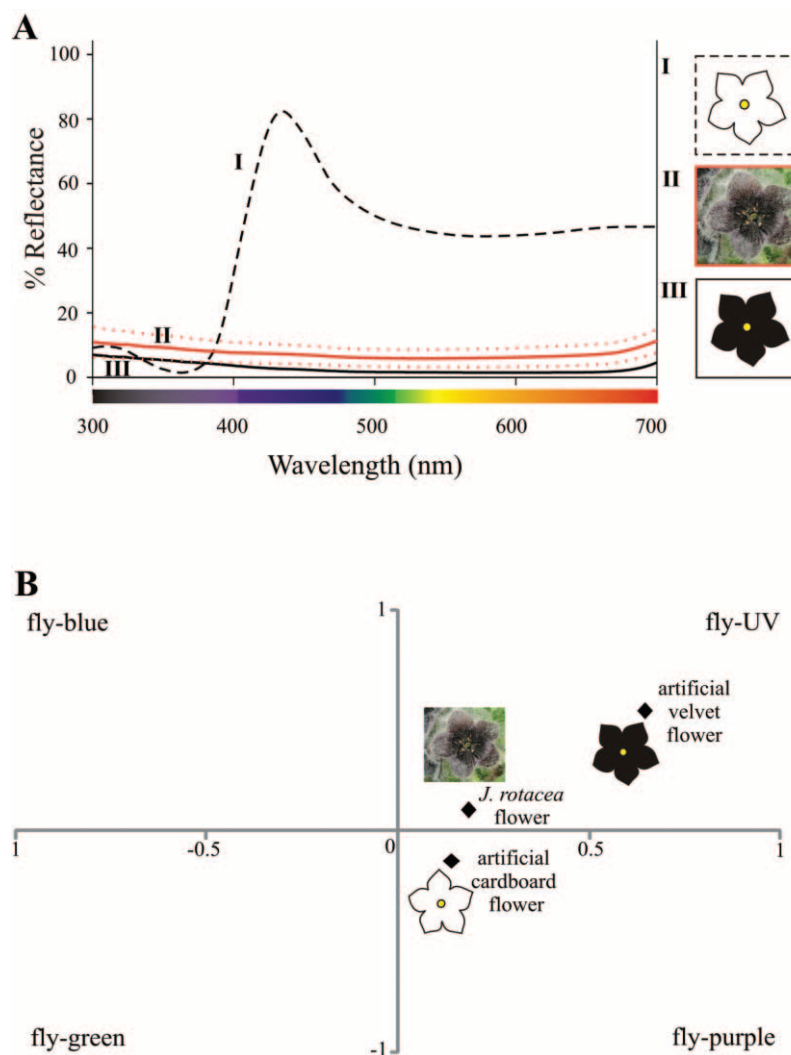 A
100
80
60
40
20
0
% Reflectance
I
II
III
300 400 500 600 700
Wavelength (nm)
I
II
III
B
1
fly-blue
fly-UV
artificial
velvet
flower
J. rotacea
flower
1 -0.5 0 0.5 1
artificial
cardboard
flower
fly-green
fly-purple
-1